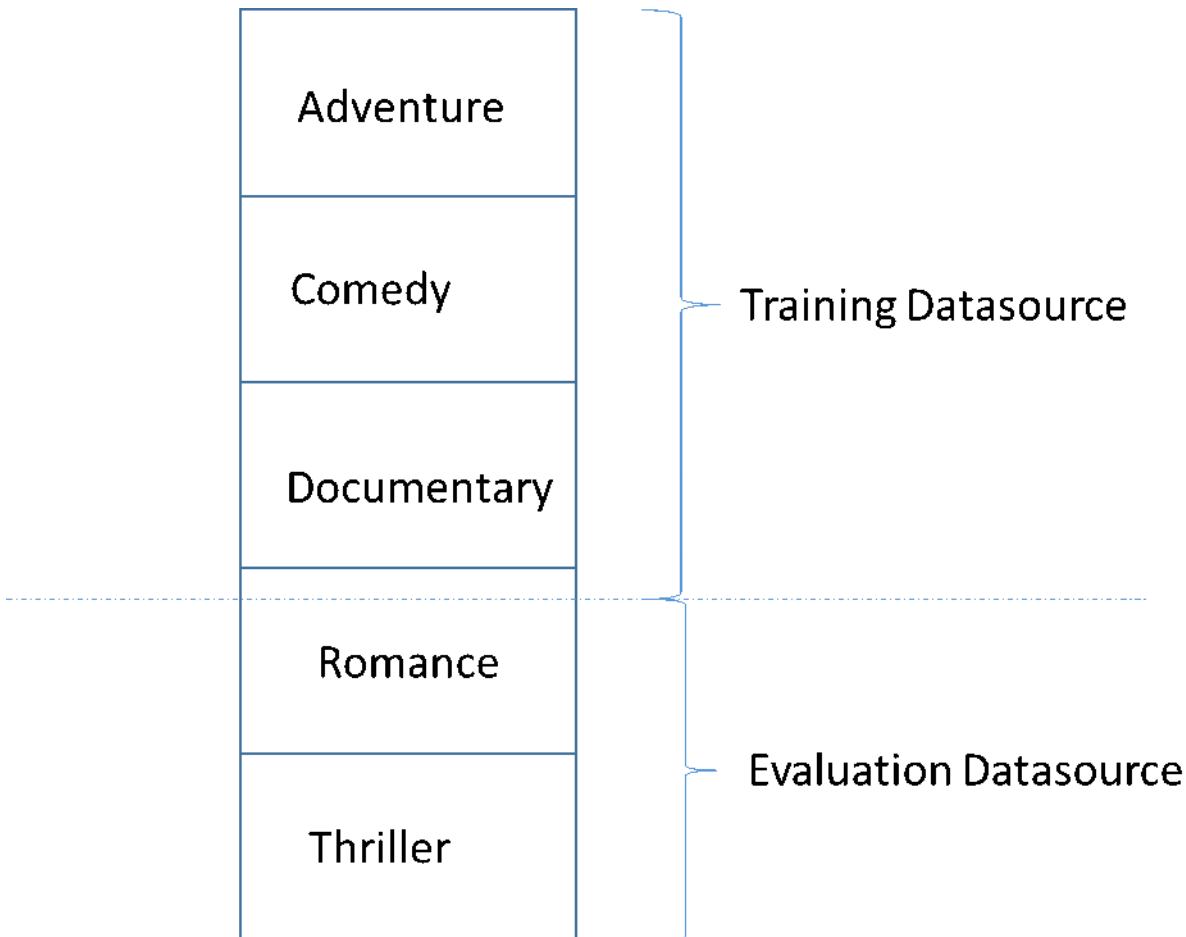 Adventure
Comedy
Training Datasource
Documentary
Romance
Evaluation Datasource
Thriller